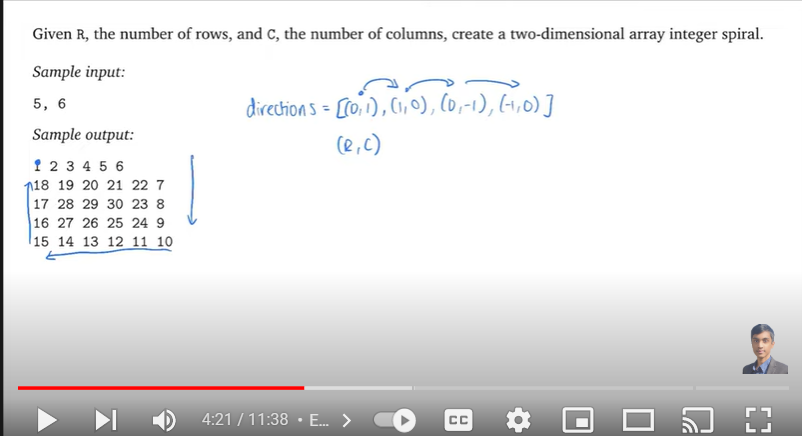 Given R, the number of rows, and C, the number of columns, create a two-dimensional array integer spiral.
Sample input:
5, 6
directions = [(0,1), (1,0), (0,-1), (-1,0)]
Sample output:
(R,C)
1 2 3 4 5 6
18 19 20 21 22 7
17 28 29 30 23 8
16 27 26 25 24 9
15 14 13 12 11 10
4:21 / 11:38 • E...
CC